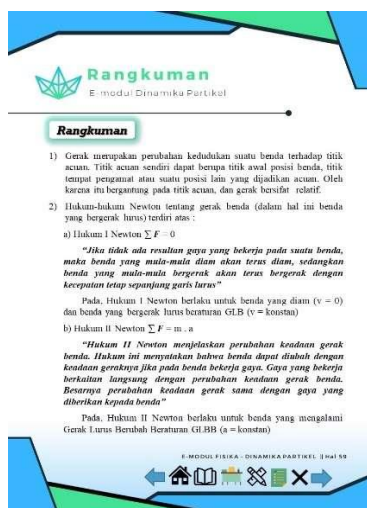 Rangkuman
E-modul Dinamika Partikel
Rangkuman
1) Gerak merupakan perubahan kedudukan suatu benda terhadap titik
acuan. Titik acuan sendiri dapat berupa titik awal posisi benda, titik
tempat pengamat atau suatu posisi lain yang dijadikan acuan. Oleh
karena itu bergantung pada titik acuan, dan gerak bersifat relatif.
2) Hukum-hukum Newton tentang gerak benda (dalam hal ini benda
yang bergerak lurus) terdiri atas :
a) Hukum I Newton ∑ F = 0
"Jika tidak ada resultan gaya yang bekerja pada suatu benda,
maka benda yang mula-mula diam akan terus diam, sedangkan
benda yang mula-mula bergerak akan terus bergerak dengan
kecepatan tetap sepanjang garis lurus"
Pada, Hukum I Newton berlaku untuk benda yang diam (v = 0)
dan benda yang bergerak lurus beraturan GLB (v = konstan)
b) Hukum II Newton ∑ F = m . a
"Hukum II Newton menjelaskan perubahan keadaan gerak
benda. Hukum ini menyatakan bahwa benda dapat diubah dengan
keadaan geraknya jika pada benda bekerja gaya. Gaya yang bekerja
berkaitan langsung dengan perubahan keadaan gerak benda.
Besarnya perubahan keadaan gerak sama dengan gaya yang
diberikan kepada benda"
Pada, Hukum II Newton berlaku untuk benda yang mengalami
Gerak Lurus Berubah Beraturan GLBB (a = konstan)
E-MODUL FISIKA - DINAMIKA PARTIKEL || Hal 59